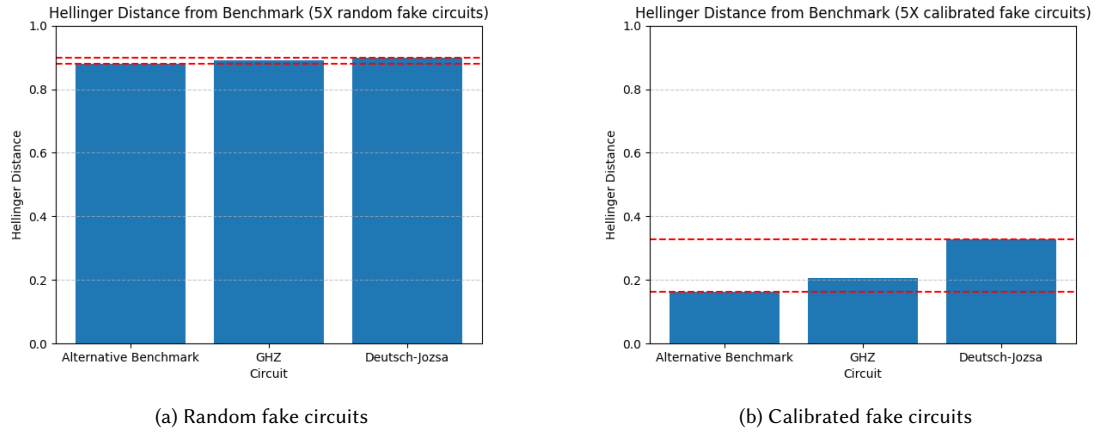 Hellinger Distance from Benchmark (5X random fake circuits)
1.0
0.8
0.6
0.4
0.2
0.0
Hellinger Distance
Alternative Benchmark
GHZ
Deutsch-Jozsa
Circuit
(a) Random fake circuits
Hellinger Distance from Benchmark (5X calibrated fake circuits)
1.0
0.8
0.6
0.4
0.2
0.0
Hellinger Distance
Alternative Benchmark
GHZ
Deutsch-Jozsa
Circuit
(b) Calibrated fake circuits